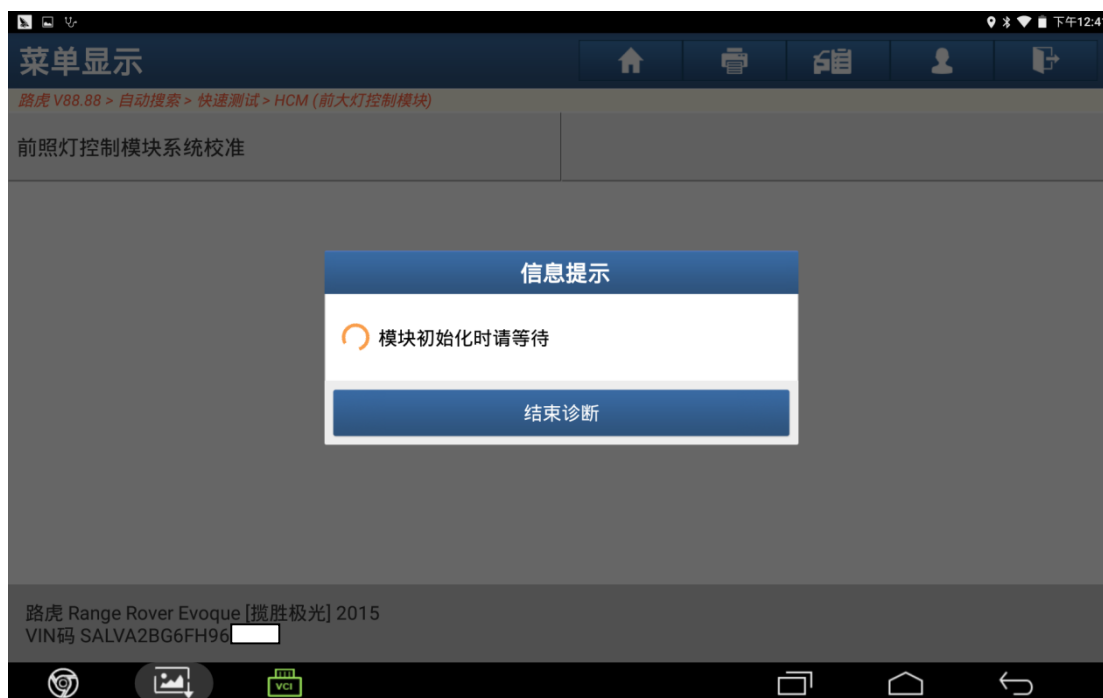 下午12:41
菜单显示
路虎 V88.88 > 自动搜索 > 快速测试 > HCM (前大灯控制模块)
前照灯控制模块系统校准
信息提示
模块初始化时请等待
结束诊断
路虎 Range Rover Evoque [揽胜极光] 2015
VIN码 SALVA2BG6FH96
VCI